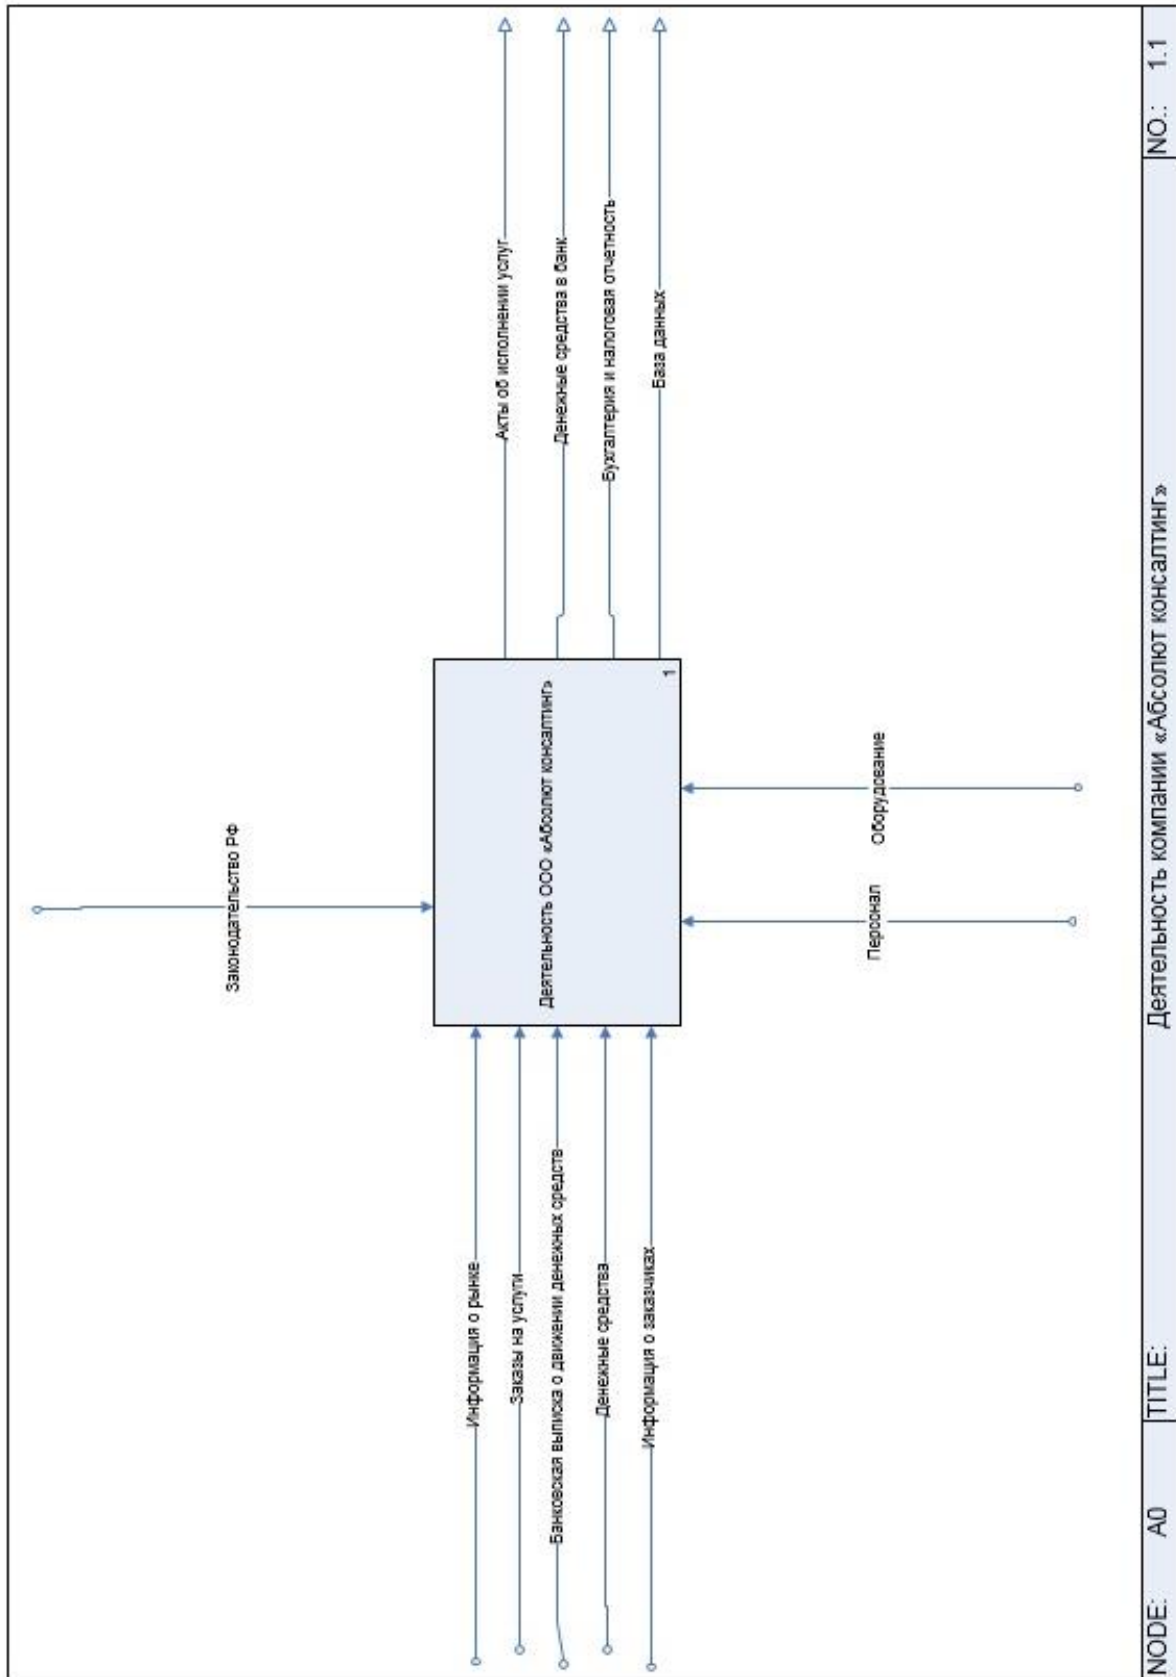 Законодательство РФ
Информация о рынке
Заказы на услуги
Банковская выписка о движении денежных средств
Денежные средства
Информация о заказчиках
Деятельность ООО «Абсолют консалтинг»
1
Акты об исполнении услуг
Денежные средства в банк
Бухгалтерия и налоговая отчетность
База данных
Персонал
Оборудование
NODE: A0 TITLE: Деятельность компании «Абсолют консалтинг» NO.: 1.1